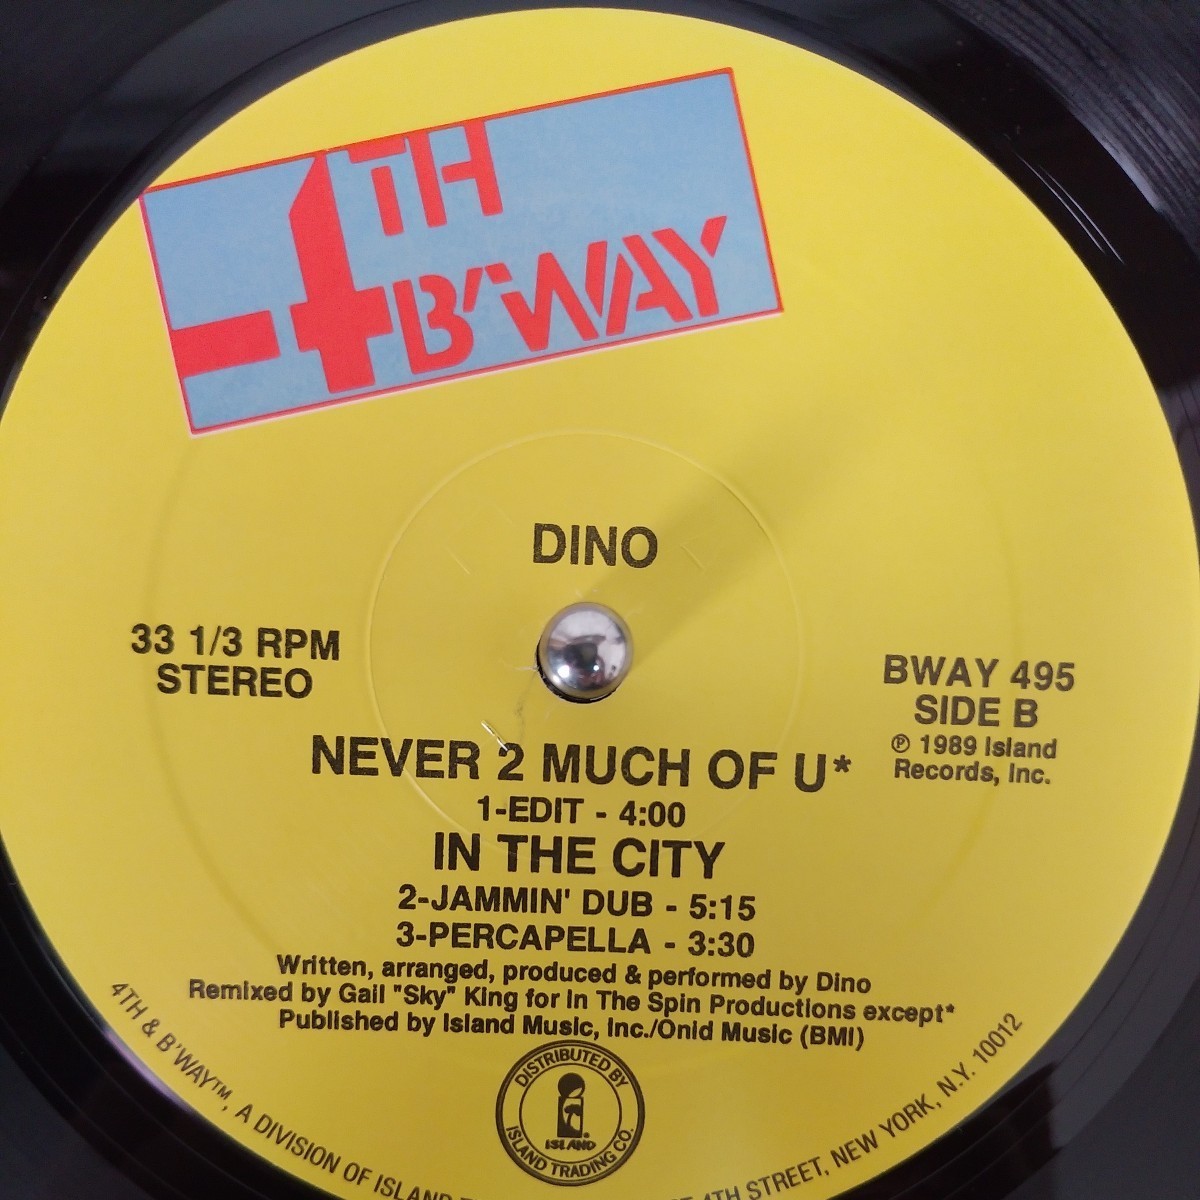 4TH
B'WAY
DINO
33 1/3 RPM
STEREO
BWAY 495
SIDE B
℗ 1989 Island
Records, Inc.
NEVER 2 MUCH OF U*
1-EDIT - 4:00
IN THE CITY
2-JAMMIN' DUB - 5:15
3-PERCAPELLA - 3:30
Written, arranged, produced & performed by Dino
Remixed by Gail "Sky" King for In The Spin Productions except*
Published by Island Music, Inc./Onid Music (BMI)
DISTRIBUTED BY
ISLAND®
ISLAND TRADING CO.
4TH & B'WAY™, A DIVISION OF ISLAND 4TH STREET, NEW YORK, N.Y. 10012